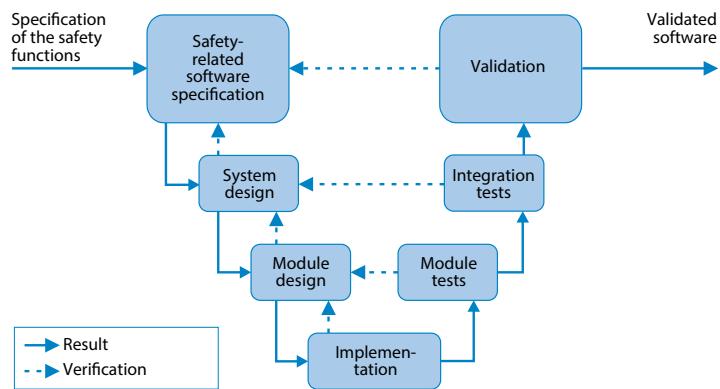 Specification
of the safety
functions
Safety-
related
software
specification
Validation
Validated
software
System
design
Integration
tests
Module
design
Module
tests
Implemen-
tation
Result
Verification